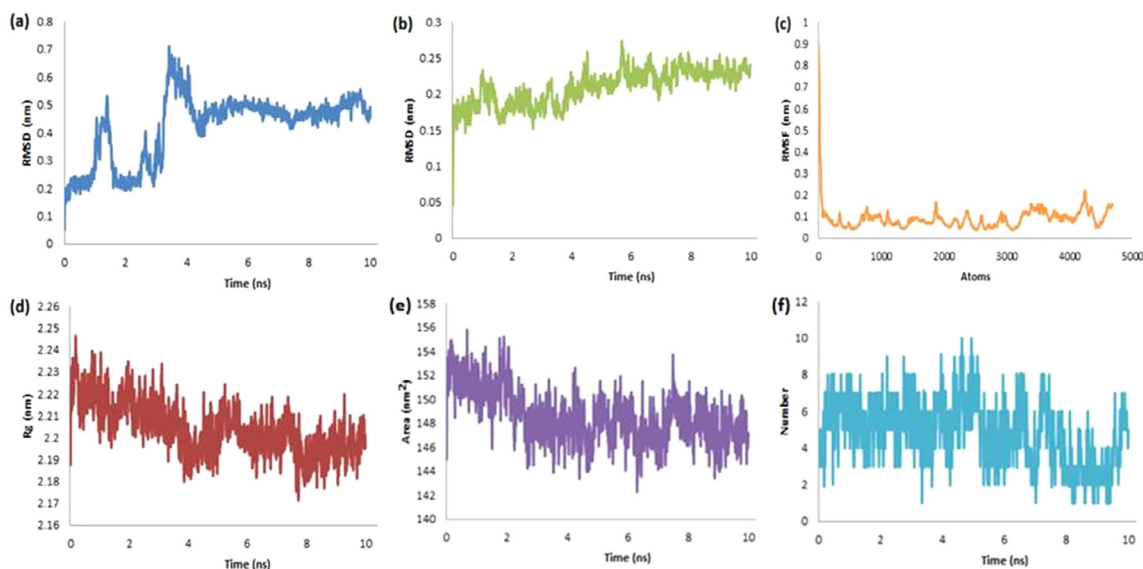 (a)
RMSD (nm)
0.8
0.7
0.6
0.5
0.4
0.3
0.2
0.1
0
0 2 4 6 8 10
Time (ns)
(b)
RMSD (nm)
0.3
0.25
0.2
0.15
0.1
0.05
0
0 2 4 6 8 10
Time (ns)
(c)
RMSF (nm)
1
0.9
0.8
0.7
0.6
0.5
0.4
0.3
0.2
0.1
0
0 1000 2000 3000 4000 5000
Atoms
(d)
Rg (nm)
2.26
2.25
2.24
2.23
2.22
2.21
2.2
2.19
2.18
2.17
2.16
0 2 4 6 8 10
Time (ns)
(e)
Area (nm²)
158
156
154
152
150
148
146
144
142
140
0 2 4 6 8 10
Time (ns)
(f)
Number
12
10
8
6
4
2
0
0 2 4 6 8 10
Time (ns)